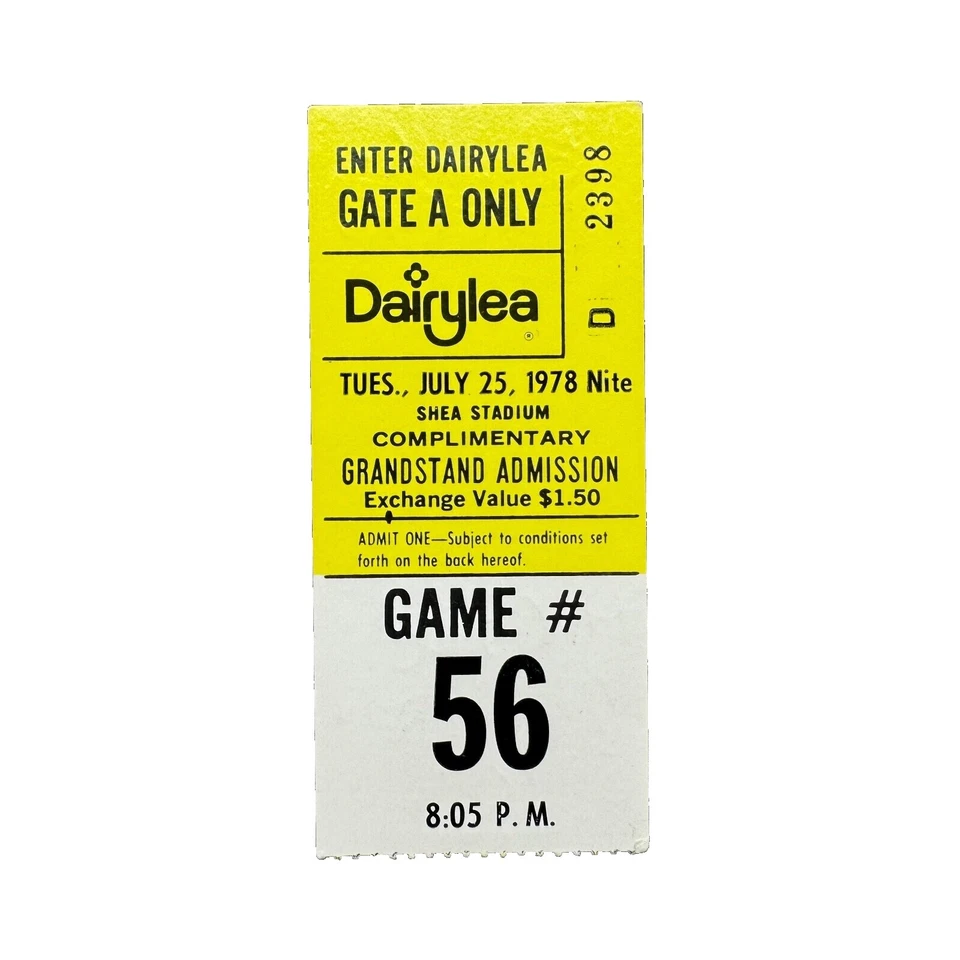 ENTER DAIRYLEA
GATE A ONLY
2398
D
Dairylea
®
TUES., JULY 25, 1978 Nite
SHEA STADIUM
COMPLIMENTARY
GRANDSTAND ADMISSION
Exchange Value $1.50
ADMIT ONE—Subject to conditions set
forth on the back hereof.
GAME #
56
8:05 P.M.